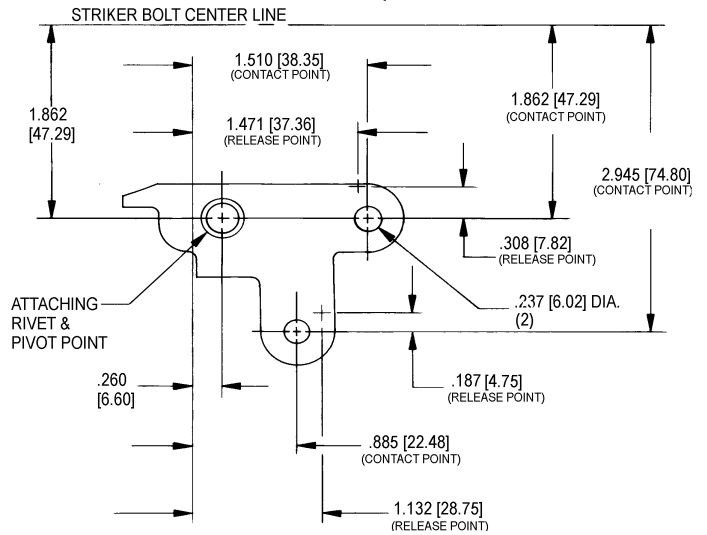 STRIKER BOLT CENTER LINE
1.510 [38.35]
(CONTACT POINT)
1.862
[47.29]
1.862 [47.29]
(CONTACT POINT)
1.471 [37.36]
(RELEASE POINT)
2.945 [74.80]
(CONTACT POINT)
.308 [7.82]
(RELEASE POINT)
ATTACHING
RIVET &
PIVOT POINT
.237 [6.02] DIA.
(2)
.260
[6.60]
.187 [4.75]
(RELEASE POINT)
.885 [22.48]
(CONTACT POINT)
1.132 [28.75]
(RELEASE POINT)